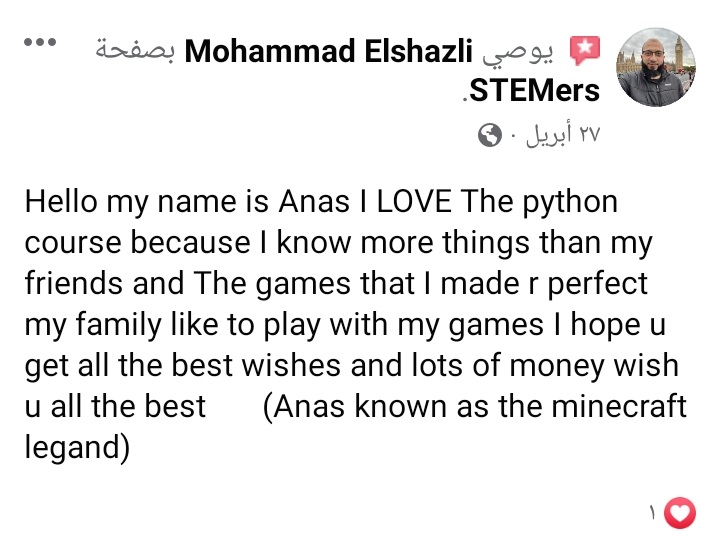 يوصي Mohammad Elshazli بصفحة
STEMers.
٢٧ أبريل ·
Hello my name is Anas I LOVE The python
course because I know more things than my
friends and The games that I made r perfect
my family like to play with my games I hope u
get all the best wishes and lots of money wish
u all the best (Anas known as the minecraft
legand)
١